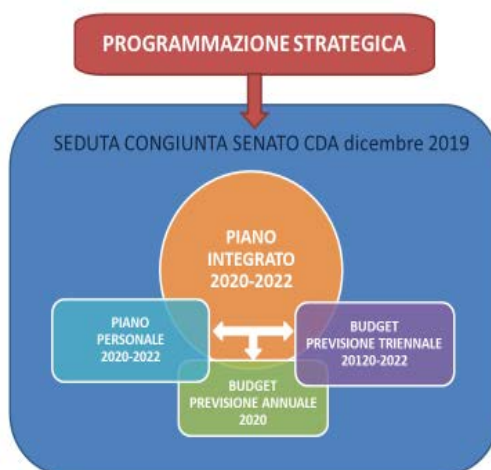 PROGRAMMAZIONE STRATEGICA
SEDUTA CONGIUNTA SENATO CDA dicembre 2019
PIANO
INTEGRATO
2020-2022
PIANO
PERSONALE
2020-2022
BUDGET
PREVISIONE TRIENNALE
20120-2022
BUDGET
PREVISIONE ANNUALE
2020